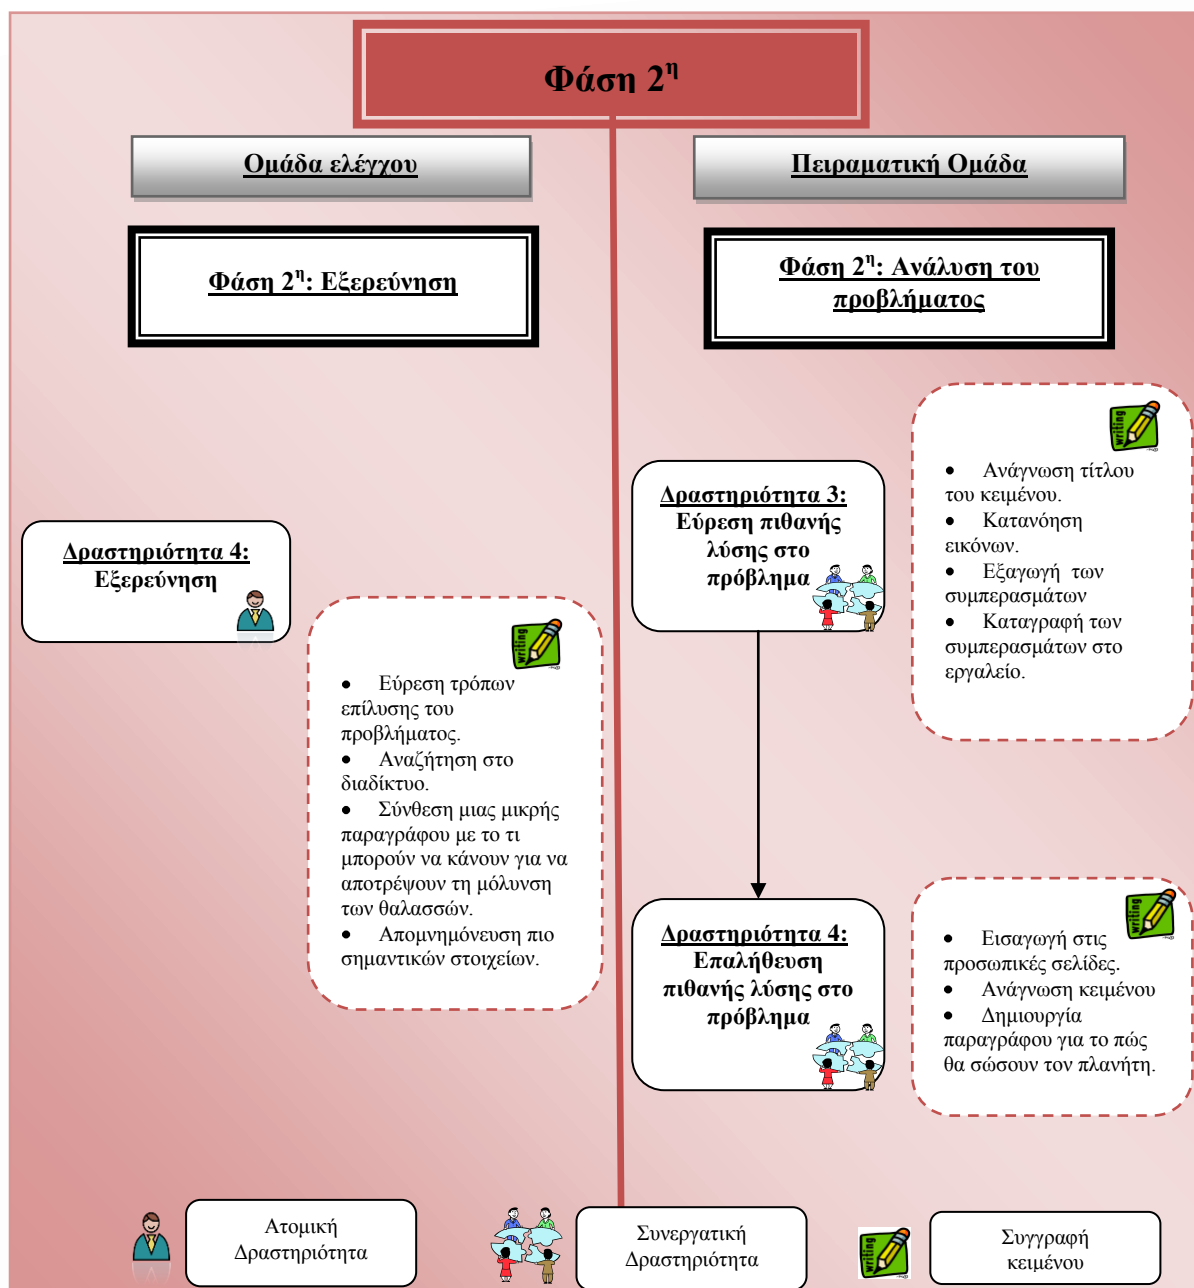 Φάση 2η
Ομάδα ελέγχου
Πειραματική Ομάδα
Φάση 2η: Εξερεύνηση
Φάση 2η: Ανάλυση του
προβλήματος
Δραστηριότητα 4:
Εξερεύνηση
writing
• Εύρεση τρόπων
επίλυσης του
προβλήματος.
• Αναζήτηση στο
διαδίκτυο.
• Σύνθεση μιας μικρής
παραγράφου με το τι
μπορούν να κάνουν για να
αποτρέψουν τη μόλυνση
των θαλασσών.
• Απομνημόνευση πιο
σημαντικών στοιχείων.
Δραστηριότητα 3:
Εύρεση πιθανής
λύσης στο
πρόβλημα
writing
• Ανάγνωση τίτλου
του κειμένου.
• Κατανόηση
εικόνων.
• Εξαγωγή των
συμπερασμάτων
• Καταγραφή των
συμπερασμάτων στο
εργαλείο.
Δραστηριότητα 4:
Επαλήθευση
πιθανής λύσης στο
πρόβλημα
writing
• Εισαγωγή στις
προσωπικές σελίδες.
• Ανάγνωση κειμένου
• Δημιουργία
παραγράφου για το πώς
θα σώσουν τον πλανήτη.
Ατομική
Δραστηριότητα
Συνεργατική
Δραστηριότητα
writing
Συγγραφή
κειμένου